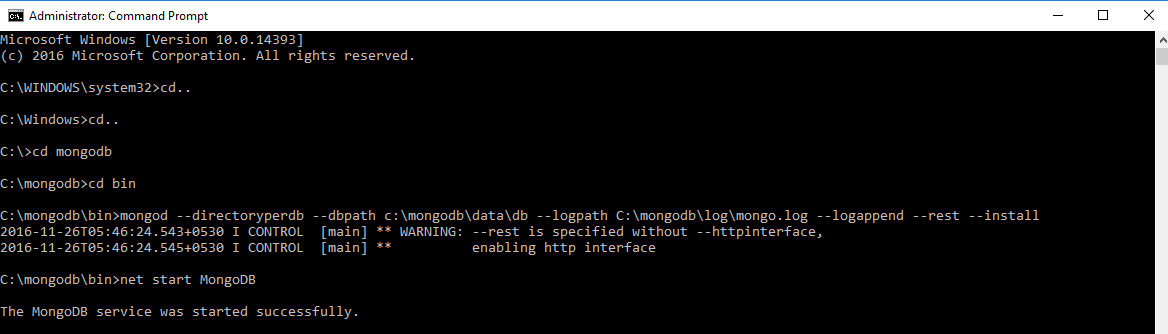 Administrator: Command Prompt
Microsoft Windows [Version 10.0.14393]
(c) 2016 Microsoft Corporation. All rights reserved.
C:\WINDOWS\system32>cd..
C:\Windows>cd..
C:\>cd mongodb
C:\mongodb>cd bin
C:\mongodb\bin>mongod --directoryperdb --dbpath c:\mongodb\data\db --logpath C:\mongodb\log\mongo.log --logappend --rest --install
2016-11-26T05:46:24.543+0530 I CONTROL  [main] ** WARNING: --rest is specified without --httpinterface,
2016-11-26T05:46:24.545+0530 I CONTROL  [main] **          enabling http interface
C:\mongodb\bin>net start MongoDB
The MongoDB service was started successfully.